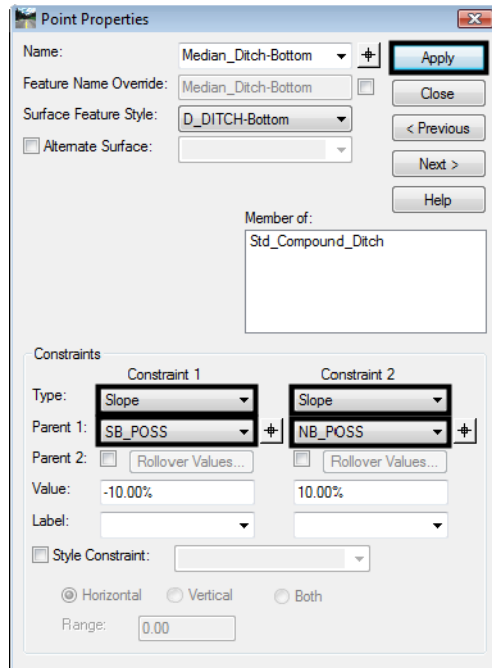 Point Properties
Name: Median_Ditch-Bottom Apply
Feature Name Override: Median_Ditch-Bottom Close
Surface Feature Style: D_DITCH-Bottom < Previous
Alternate Surface: Next >
Help
Member of:
Std_Compound_Ditch
Constraints
Constraint 1 Constraint 2
Type: Slope Slope
Parent 1: SB_POSS NB_POSS
Parent 2: Rollover Values... Rollover Values...
Value: -10.00% 10.00%
Label:
Style Constraint:
Horizontal Vertical Both
Range: 0.00